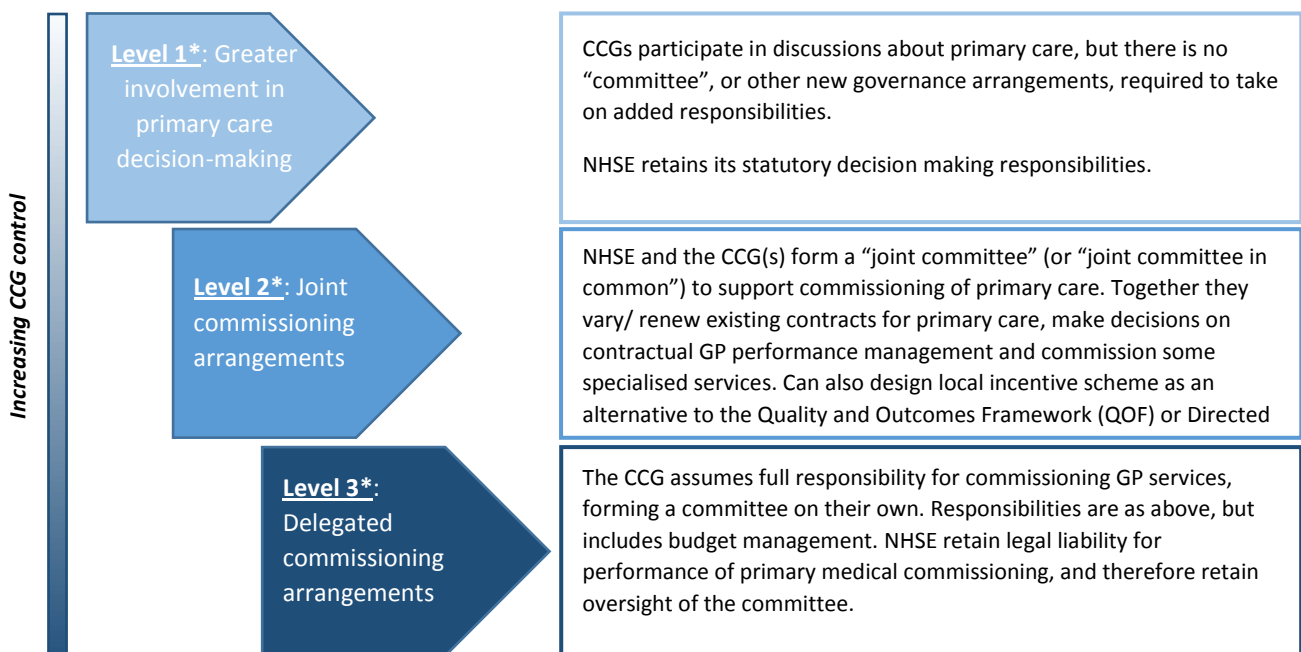 Increasing CCG control
Level 1*: Greater
involvement in
primary care
decision-making
CCGs participate in discussions about primary care, but there is no
“committee”, or other new governance arrangements, required to take
on added responsibilities.
NHSE retains its statutory decision making responsibilities.
Level 2*: Joint
commissioning
arrangements
NHSE and the CCG(s) form a “joint committee” (or “joint committee in
common”) to support commissioning of primary care. Together they
vary/ renew existing contracts for primary care, make decisions on
contractual GP performance management and commission some
specialised services. Can also design local incentive scheme as an
alternative to the Quality and Outcomes Framework (QOF) or Directed
Level 3*:
Delegated
commissioning
arrangements
The CCG assumes full responsibility for commissioning GP services,
forming a committee on their own. Responsibilities are as above, but
includes budget management. NHSE retain legal liability for
performance of primary medical commissioning, and therefore retain
oversight of the committee.